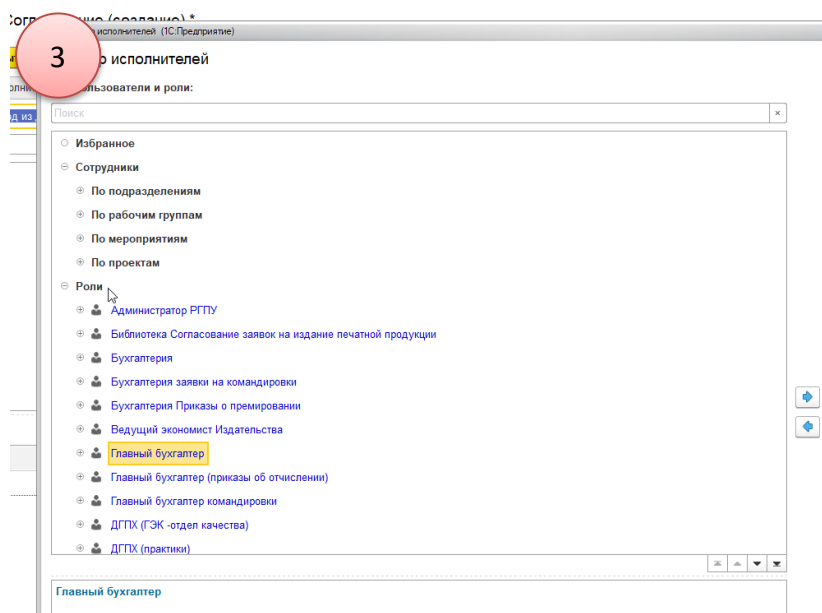 Согласование (создание) *
исполнителей (1С:Предприятие)
3
р исполнителей
льзователи и роли:
Поиск
Избранное
Сотрудники
По подразделениям
По рабочим группам
По мероприятиям
По проектам
Роли
Администратор РГПУ
Библиотека Согласование заявок на издание печатной продукции
Бухгалтерия
Бухгалтерия заявки на командировки
Бухгалтерия Приказы о премировании
Ведущий экономист Издательства
Главный бухгалтер
Главный бухгалтер (приказы об отчислении)
Главный бухгалтер командировки
ДГПХ (ГЭК -отдел качества)
ДГПХ (практики)
Главный бухгалтер